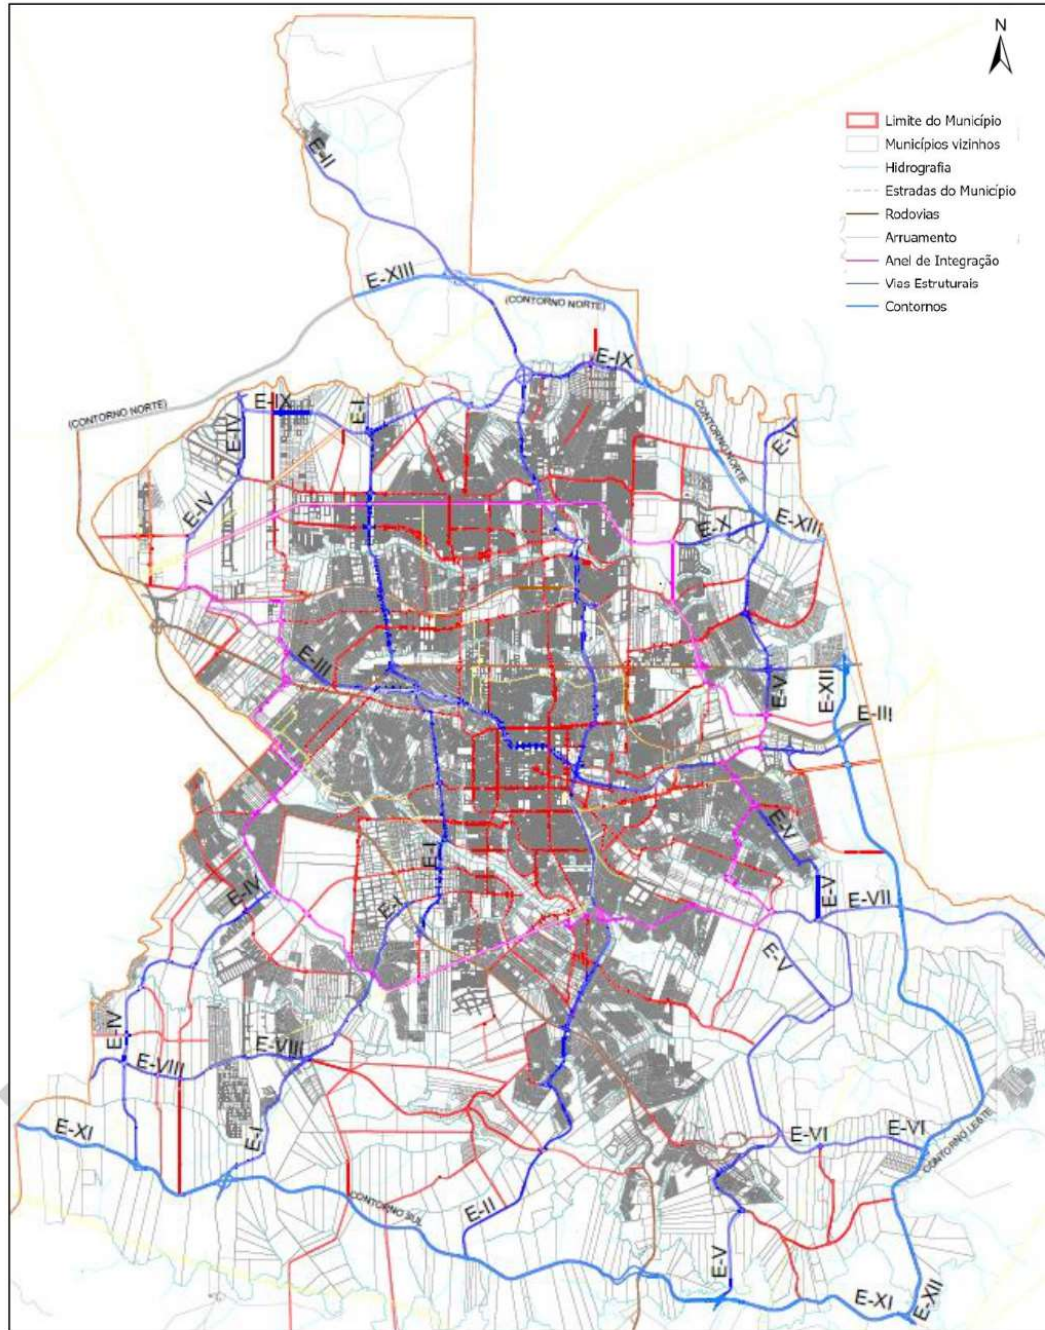 N
Limite do Município
Municípios vizinhos
Hidrografia
Estradas do Município
Rodovias
Arruamento
Anel de Integração
Vias Estruturais
Contornos
E-II
E-XIII
(CONTORNO NORTE)
E-IX
(CONTORNO NORTE)
E-IX
E-I
E-IV
CONTORNO NORTE
E-V
E-IV
E-X
E-XIII
E-III
E-VI
E-XII
E-III
E-V
E-I
E-V
E-IV
E-I
E-VII
E-V
E-IV
E-VIII
E-VIII
E-XI
E-I
E-VI
E-VI
CONTORNO LESTE
CONTORNO SUL
E-II
E-V
E-XI
E-XII